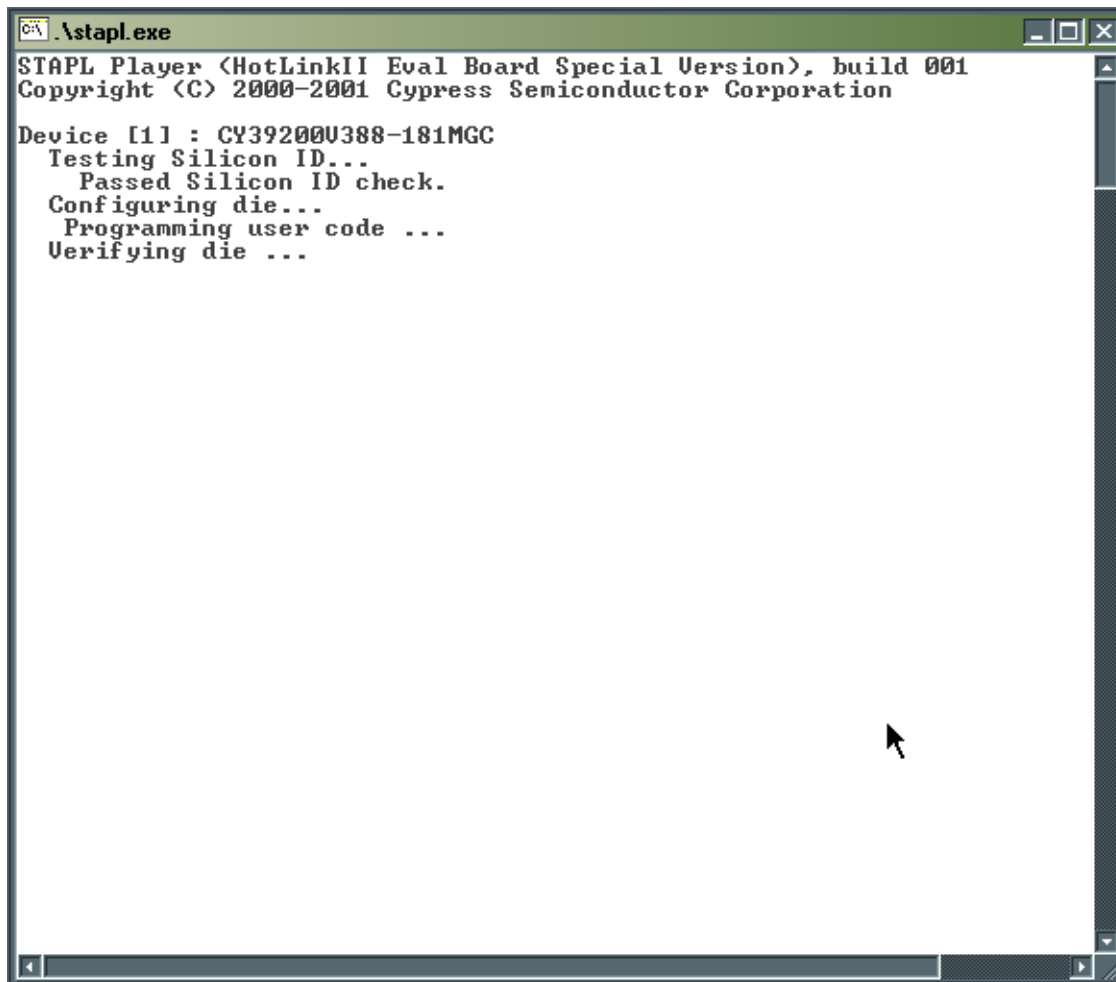 .\stapl.exe
STAPL Player (HotLinkII Eval Board Special Version), build 001
Copyright (C) 2000-2001 Cypress Semiconductor Corporation
Device [1] : CY39200V388-181MGC
Testing Silicon ID...
Passed Silicon ID check.
Configuring die...
Programming user code ...
Verifying die ...